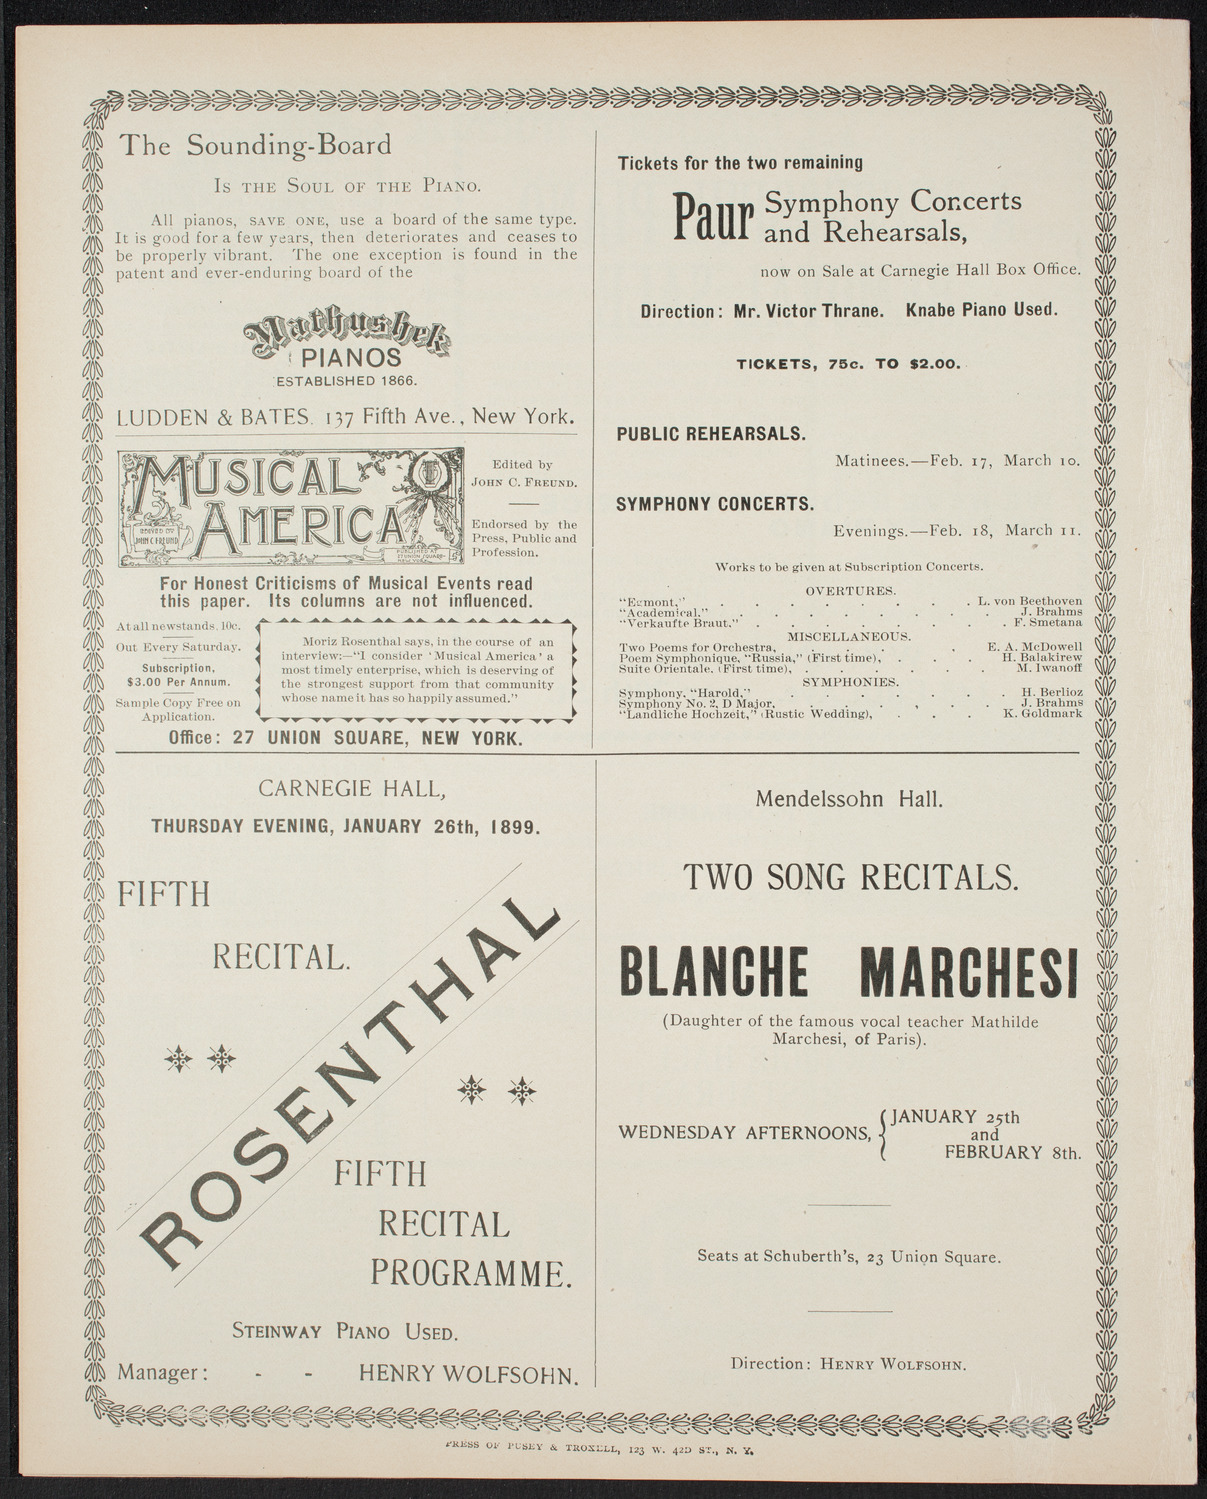 The Sounding-Board
Is the Soul of the Piano.
All pianos, save one, use a board of the same type.
It is good for a few years, then deteriorates and ceases to
be properly vibrant. The one exception is found in the
patent and ever-enduring board of the
Mathushek
PIANOS
ESTABLISHED 1866.
LUDDEN & BATES. 137 Fifth Ave., New York.
MUSICAL
AMERICA
EDITED BY
JOHN C FREUND
PUBLISHED AT
27 UNION SQUARE
NEW YORK
Edited by
John C. Freund.
Endorsed by the
Press, Public and
Profession.
For Honest Criticisms of Musical Events read
this paper. Its columns are not influenced.
At all newstands, 10c.
Out Every Saturday.
Subscription,
$3.00 Per Annum.
Sample Copy Free on
Application.
Moriz Rosenthal says, in the course of an
interview:—"I consider 'Musical America' a
most timely enterprise, which is deserving of
the strongest support from that community
whose name it has so happily assumed."
Office: 27 UNION SQUARE, NEW YORK.
Tickets for the two remaining
Paur Symphony Concerts
and Rehearsals,
now on Sale at Carnegie Hall Box Office.
Direction: Mr. Victor Thrane. Knabe Piano Used.
TICKETS, 75c. TO $2.00.
PUBLIC REHEARSALS.
Matinees.—Feb. 17, March 10.
SYMPHONY CONCERTS.
Evenings.—Feb. 18, March 11.
Works to be given at Subscription Concerts.
OVERTURES.
"Egmont," . . . . . . . . L. von Beethoven
"Academical," . . . . . . . . J. Brahms
"Verkaufte Braut," . . . . . . . . F. Smetana
MISCELLANEOUS.
Two Poems for Orchestra, . . . . E. A. McDowell
Poem Symphonique, "Russia," (First time), . . . H. Balakirew
Suite Orientale, (First time), . . . . . M. Iwanoff
SYMPHONIES.
Symphony, "Harold," . . . . . . . H. Berlioz
Symphony No. 2, D Major, . . . . . . J. Brahms
"Landliche Hochzeit," (Rustic Wedding), . . . K. Goldmark
CARNEGIE HALL,
THURSDAY EVENING, JANUARY 26th, 1899.
FIFTH
RECITAL.
ROSENTHAL
FIFTH
RECITAL
PROGRAMME.
Steinway Piano Used.
Manager: - - HENRY WOLFSOHN.
Mendelssohn Hall.
TWO SONG RECITALS.
BLANCHE MARCHESI
(Daughter of the famous vocal teacher Mathilde
Marchesi, of Paris).
WEDNESDAY AFTERNOONS, { JANUARY 25th
and
FEBRUARY 8th.
Seats at Schuberth's, 23 Union Square.
Direction: Henry Wolfsohn.
PRESS OF PUSEY & TROXELL, 123 W. 42D ST., N. Y.